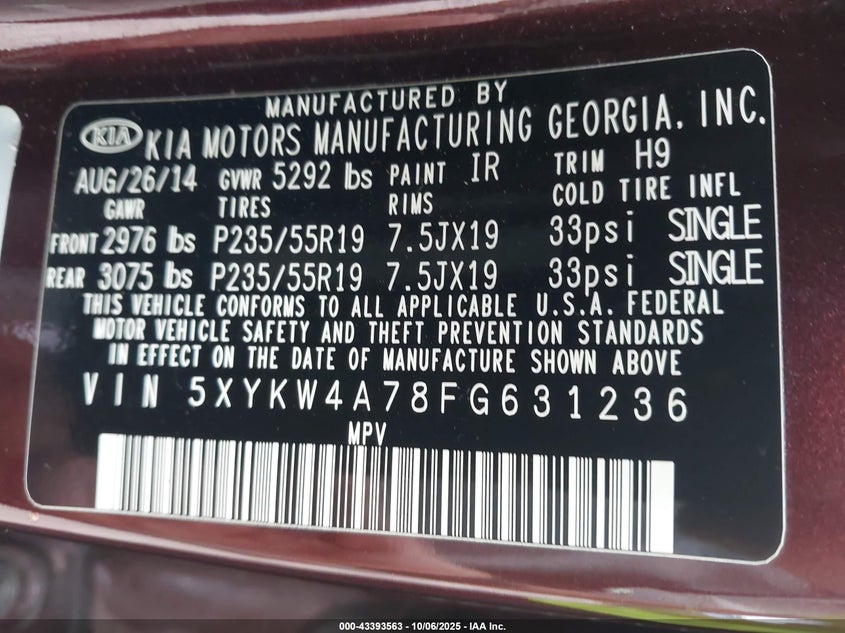 MANUFACTURED BY
KIA KIA MOTORS MANUFACTURING GEORGIA, INC.
AUG/26/14 GVWR 5292 lbs PAINT IR TRIM H9
GAWR TIRES RIMS COLD TIRE INFL
FRONT 2976 lbs P235/55R19 7.5JX19 33psi SINGLE
REAR 3075 lbs P235/55R19 7.5JX19 33psi SINGLE
THIS VEHICLE CONFORMS TO ALL APPLICABLE U.S.A. FEDERAL
MOTOR VEHICLE SAFETY AND THEFT PREVENTION STANDARDS
IN EFFECT ON THE DATE OF MANUFACTURE SHOWN ABOVE
VIN 5XYKW4A78FG631236
MPV
000-43393563 - 10/06/2025 - IAA Inc.